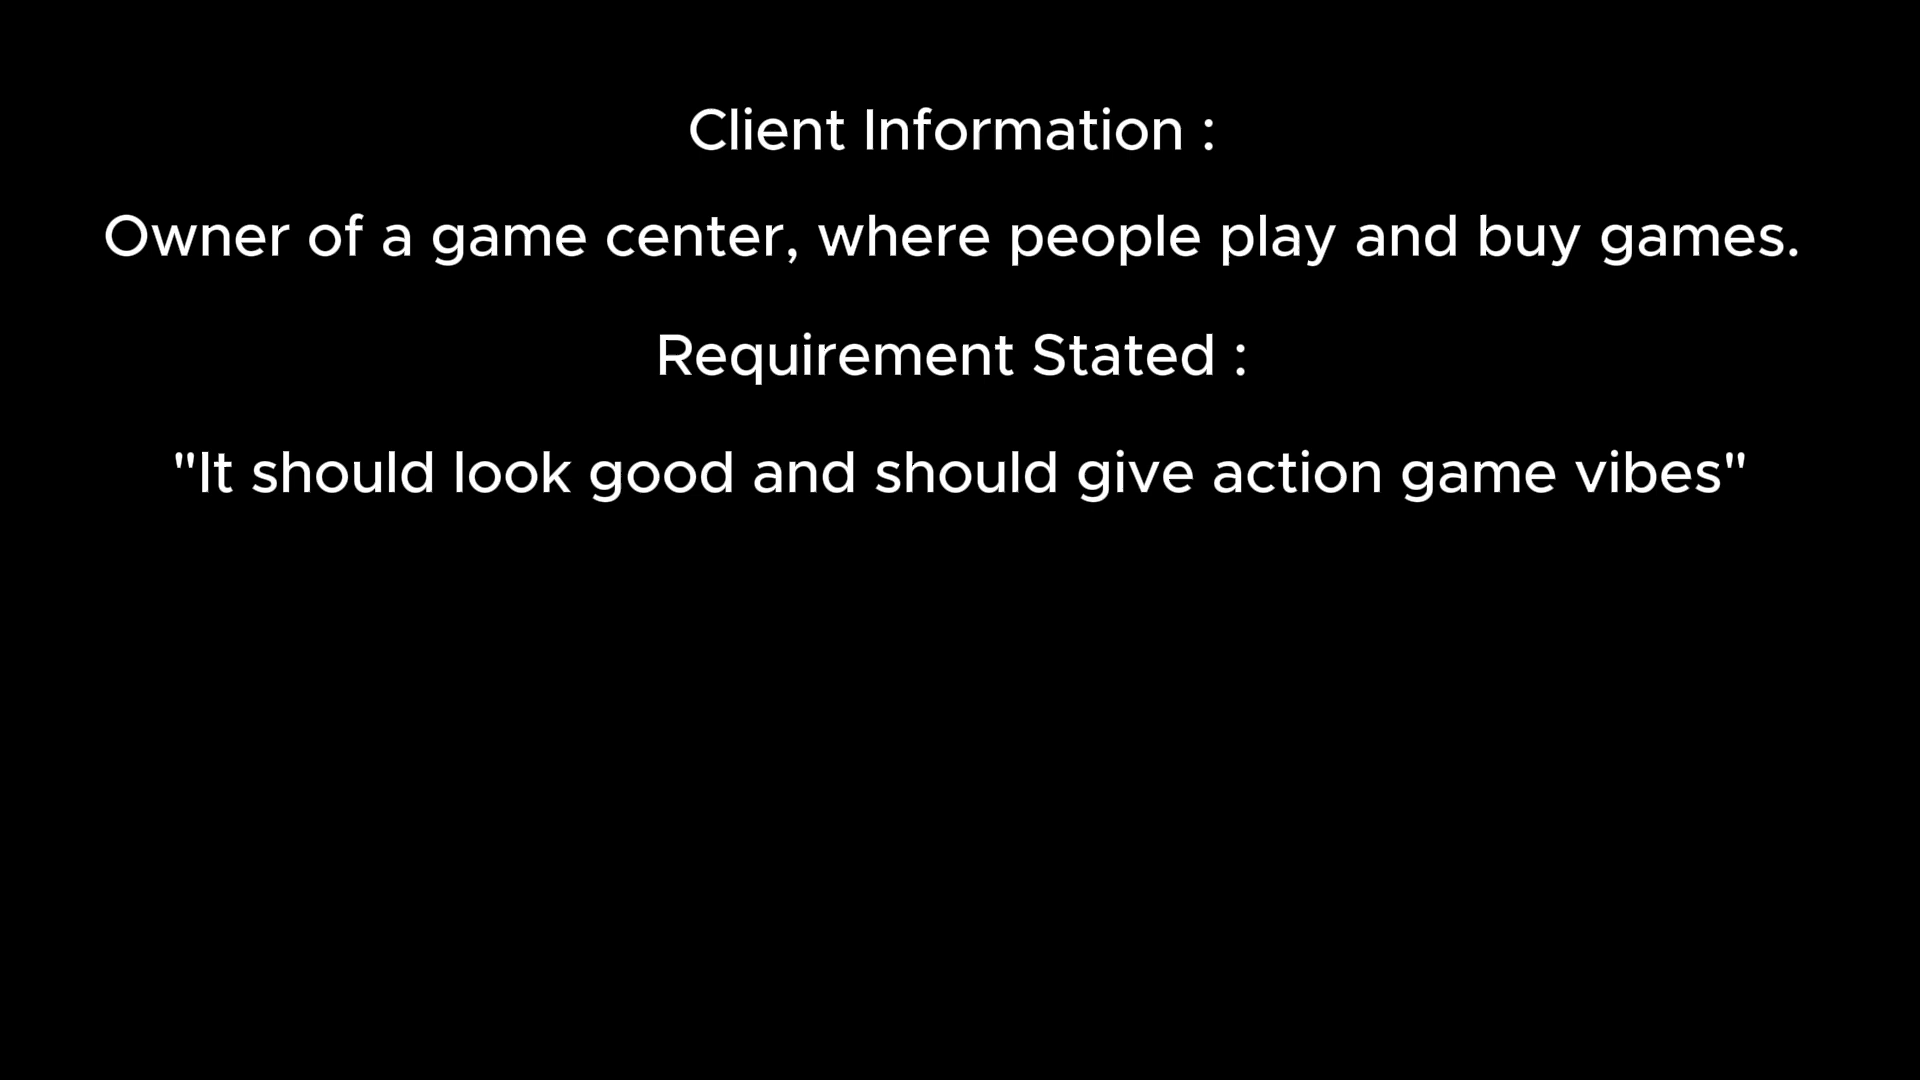 Client Information :
Owner of a game center, where people play and buy games.
Requirement Stated :
"It should look good and should give action game vibes"